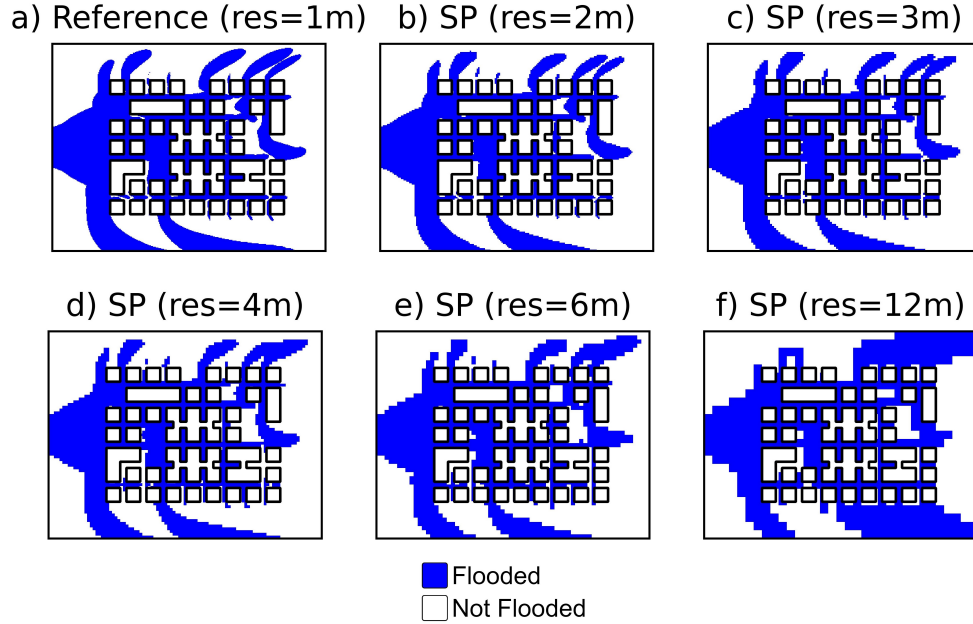 a) Reference (res=1m)
b) SP (res=2m)
c) SP (res=3m)
d) SP (res=4m)
e) SP (res=6m)
f) SP (res=12m)
Flooded
Not Flooded